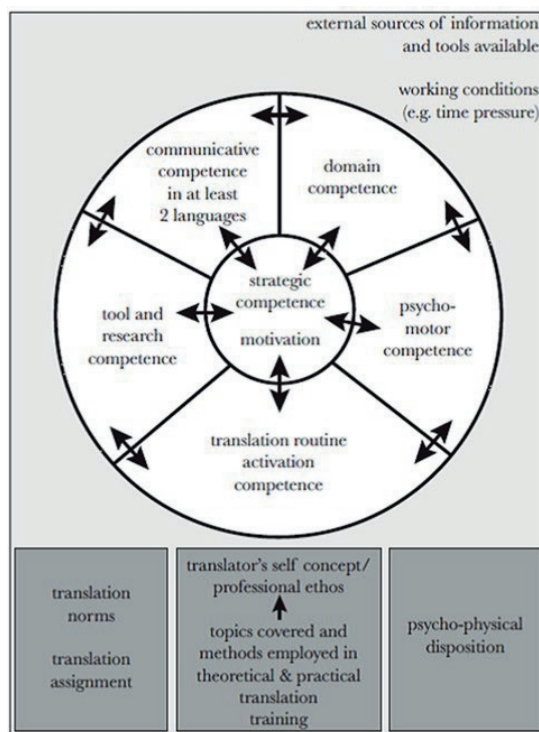 external sources of information
and tools available
working conditions
(e.g. time pressure)
communicative
competence
in at least
2 languages
domain
competence
strategic
competence
motivation
tool and
research
competence
psycho-
motor
competence
translation routine
activation
competence
translation
norms
translation
assignment
translator's self concept/
professional ethos
topics covered and
methods employed in
theoretical & practical
translation
training
psycho-physical
disposition